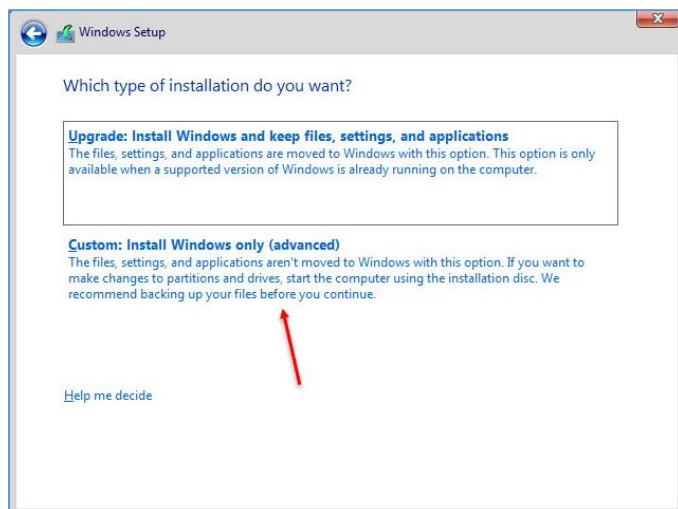 Windows Setup
Which type of installation do you want?
Upgrade: Install Windows and keep files, settings, and applications
The files, settings, and applications are moved to Windows with this option. This option is only
available when a supported version of Windows is already running on the computer.
Custom: Install Windows only (advanced)
The files, settings, and applications aren't moved to Windows with this option. If you want to
make changes to partitions and drives, start the computer using the installation disc. We
recommend backing up your files before you continue.
Help me decide